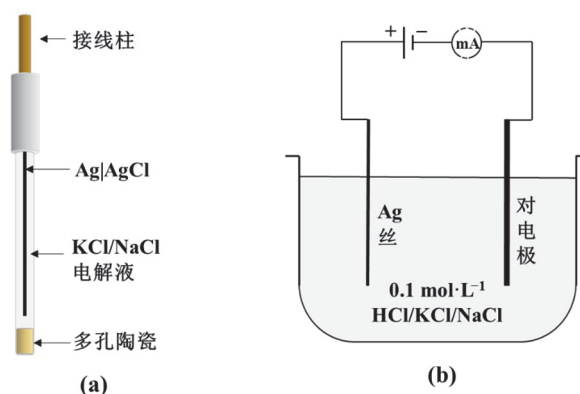 接线柱
Ag|AgCl
KCl/NaCl
电解液
多孔陶瓷
(a)
+
−
mA
Ag
丝
对
电
极
0.1 mol·L⁻¹
HCl/KCl/NaCl
(b)